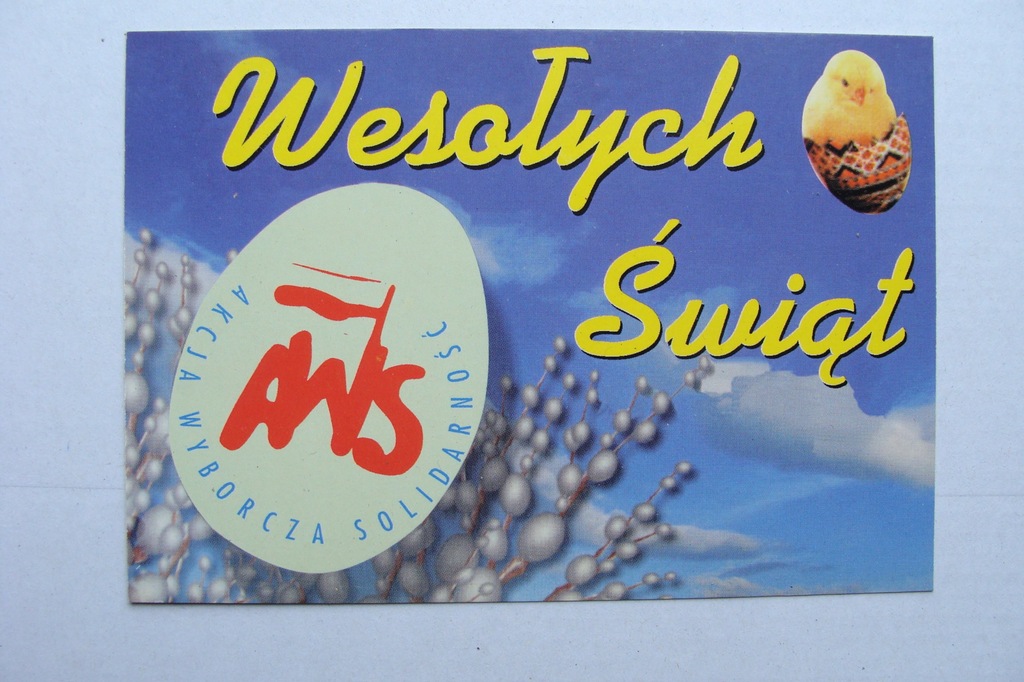 Wesołych
Świąt
AWS
AKCJA WYBORCZA SOLIDARNOŚĆ